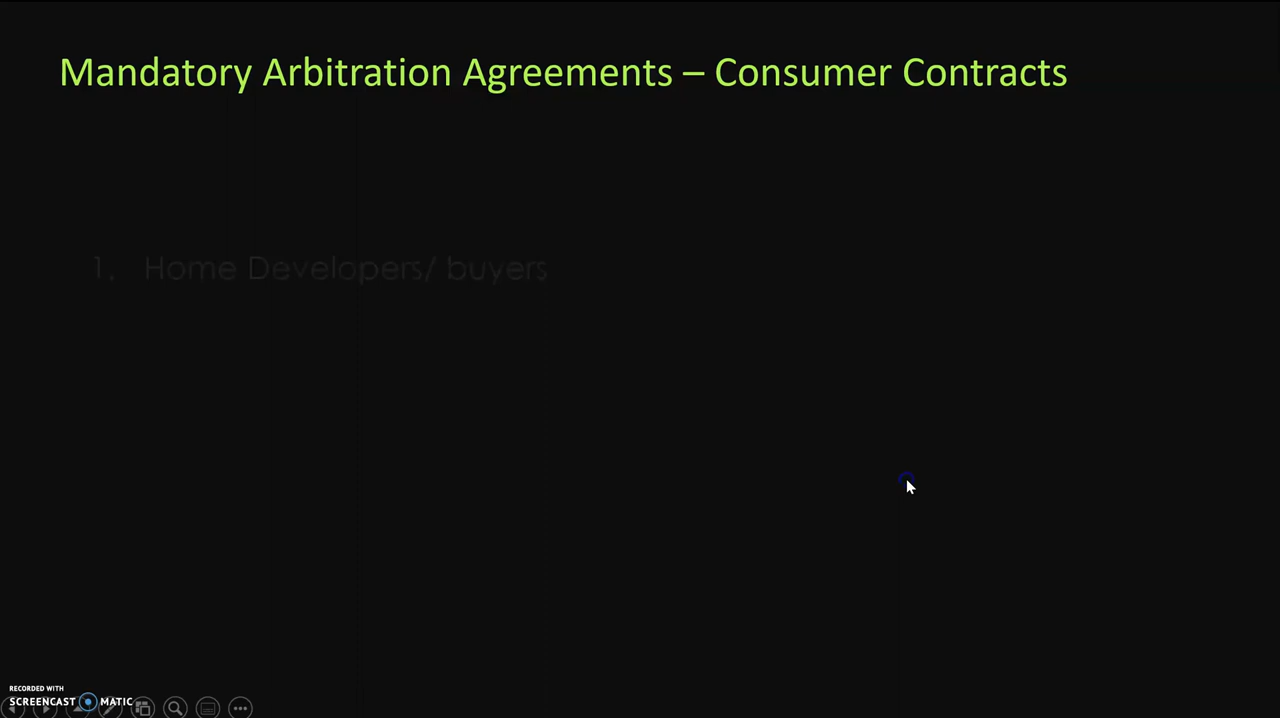 Mandatory Arbitration Agreements – Consumer Contracts
1. Home Developers/ buyers
RECORDED WITH
SCREENCAST MATIC